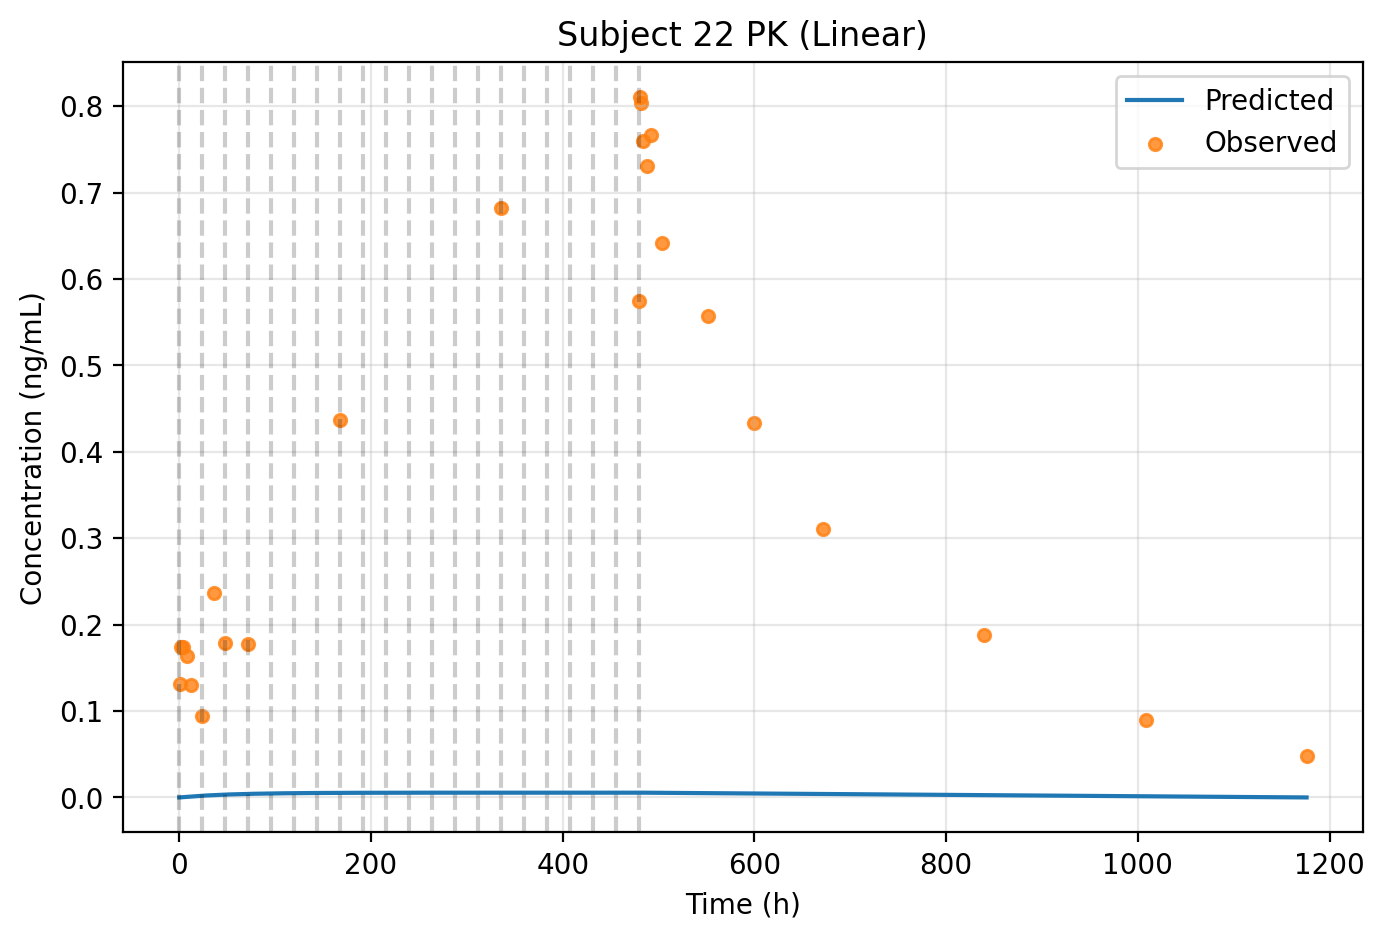 Subject 22 PK (Linear)
Predicted
Observed
Concentration (ng/mL)
0.8
0.7
0.6
0.5
0.4
0.3
0.2
0.1
0.0
0 200 400 600 800 1000 1200
Time (h)